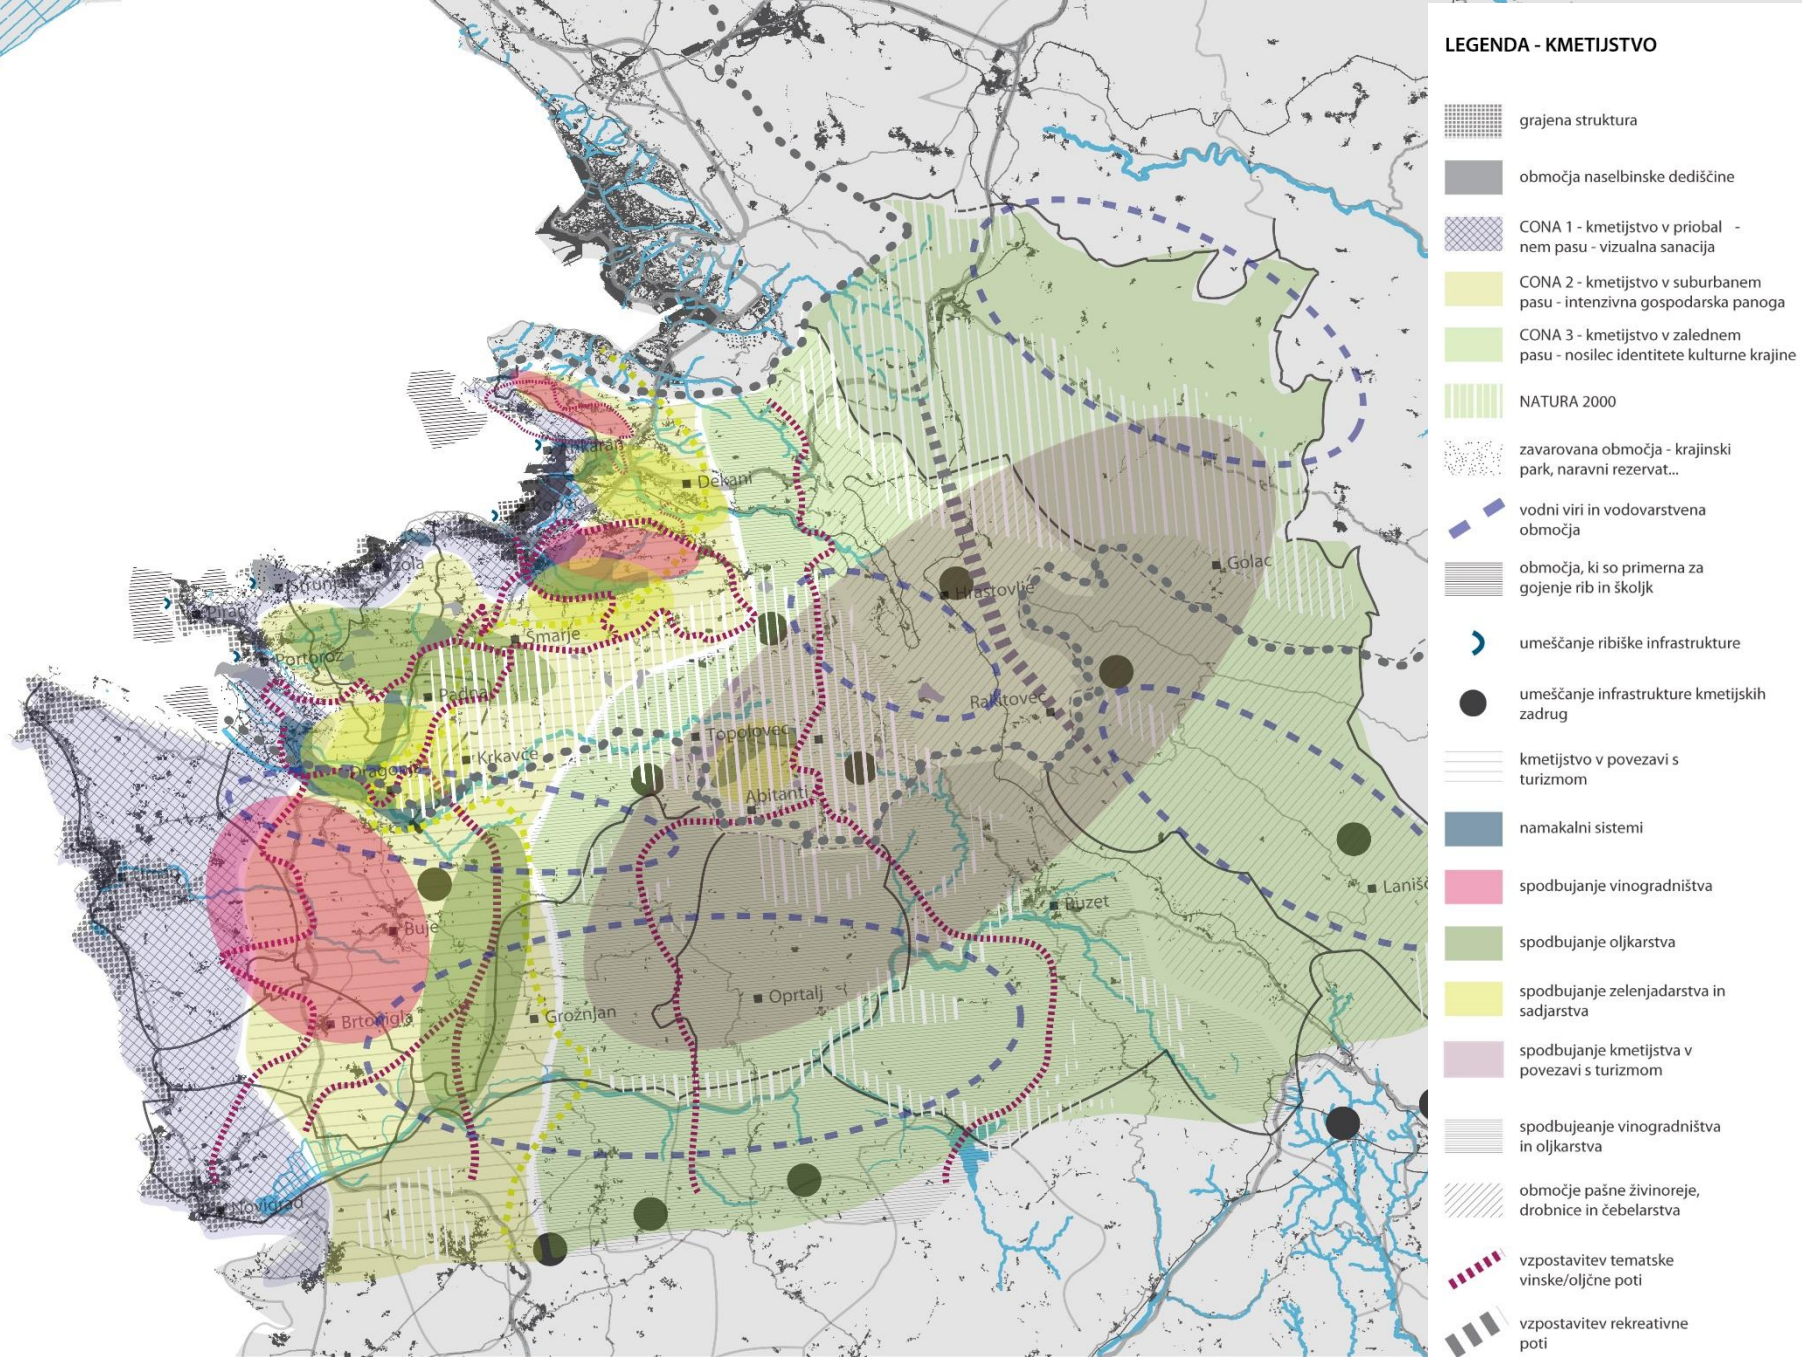 LEGENDA - KMETIJSTVO
grajena struktura
območja naselbinske dediščine
CONA 1 - kmetijstvo v priobal -
nem pasu - vizualna sanacija
CONA 2 - kmetijstvo v suburbanem
pasu - intenzivna gospodarska panoga
CONA 3 - kmetijstvo v zalednem
pasu - nosilec identitete kulturne krajine
NATURA 2000
zavarovana območja - krajinski
park, naravni rezervat...
vodni viri in vodovarstvena
območja
območja, ki so primerna za
gojenje rib in školjk
umeščanje ribiške infrastrukture
umeščanje infrastrukture kmetijskih
zadrug
kmetijstvo v povezavi s
turizmom
namakalni sistemi
spodbujanje vinogradništva
spodbujanje oljkarstva
spodbujanje zelenjadarstva in
sadjarstva
spodbujanje kmetijstva v
povezavi s turizmom
spodbujeanje vinogradništva
in oljkarstva
območje pašne živinoreje,
drobnice in čebelarstva
vzpostavitev tematske
vinske/oljčne poti
vzpostavitev rekreativne
poti
Ankaran
Dekani
Koper
Izola
Strunjan
Piran
Portorož
Šmarje
Padna
Krkavče
Dragonja
Topolovec
Abitanti
Hrastovlje
Golac
Rakitovec
Lanišč
Buzet
Buje
Oprtalj
Grožnjan
Brtonigla
Novigrad